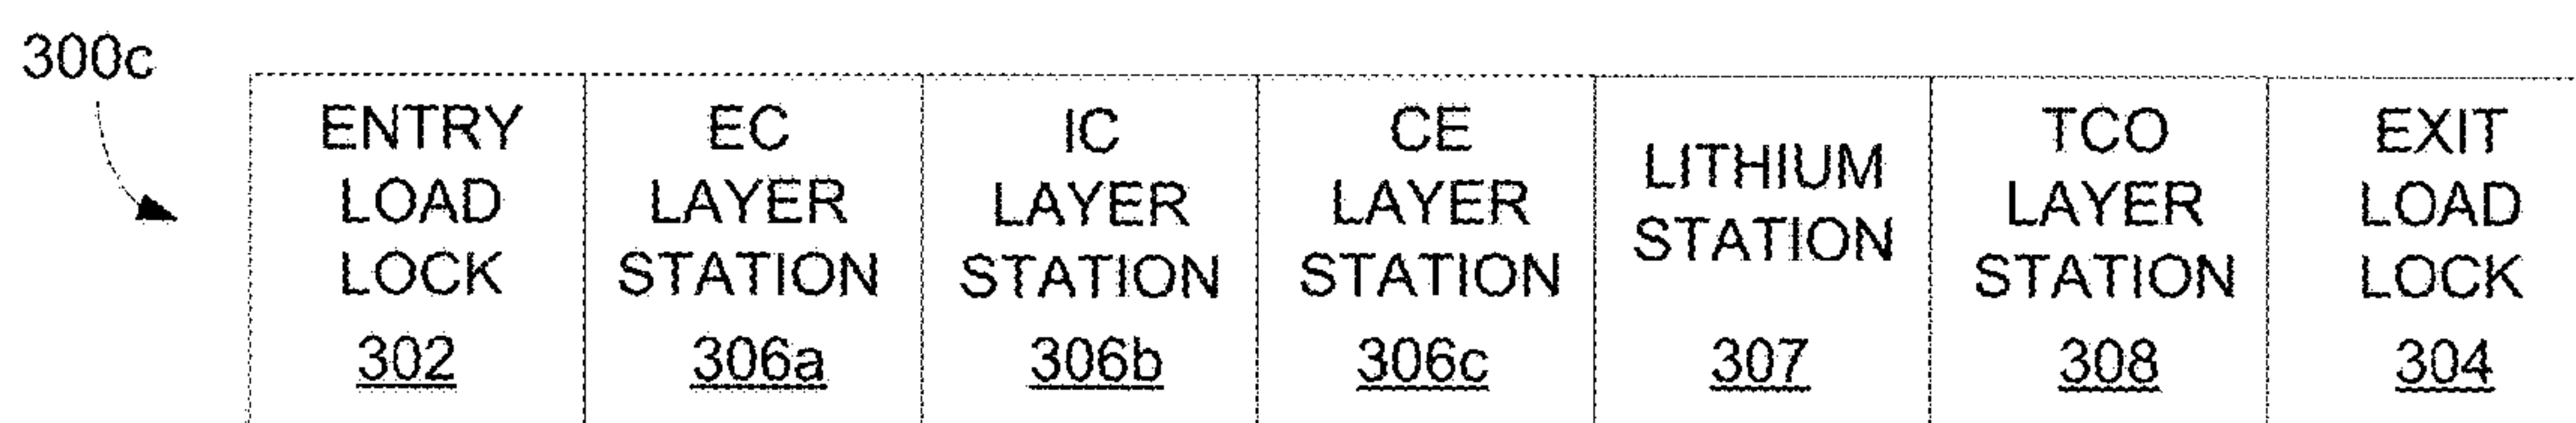 300c
ENTRY
LOAD
LOCK
302
EC
LAYER
STATION
306a
IC
LAYER
STATION
306b
CE
LAYER
STATION
306c
LITHIUM
STATION
307
TCO
LAYER
STATION
308
EXIT
LOAD
LOCK
304